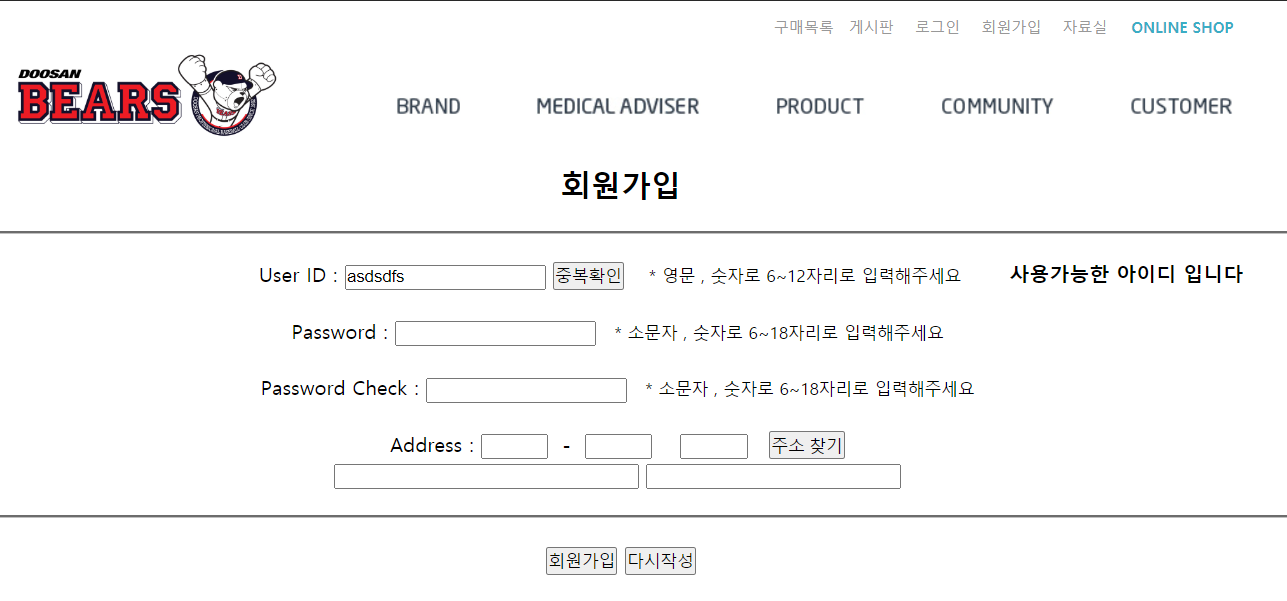 구매목록 게시판 로그인 회원가입 자료실 ONLINE SHOP
DOOSAN
BEARS
BRAND MEDICAL ADVISER PRODUCT COMMUNITY CUSTOMER
회원가입
User ID : asdsdfs 중복확인 * 영문 , 숫자로 6~12자리로 입력해주세요 사용가능한 아이디 입니다
Password : * 소문자 , 숫자로 6~18자리로 입력해주세요
Password Check : * 소문자 , 숫자로 6~18자리로 입력해주세요
Address : - 주소 찾기
회원가입 다시작성